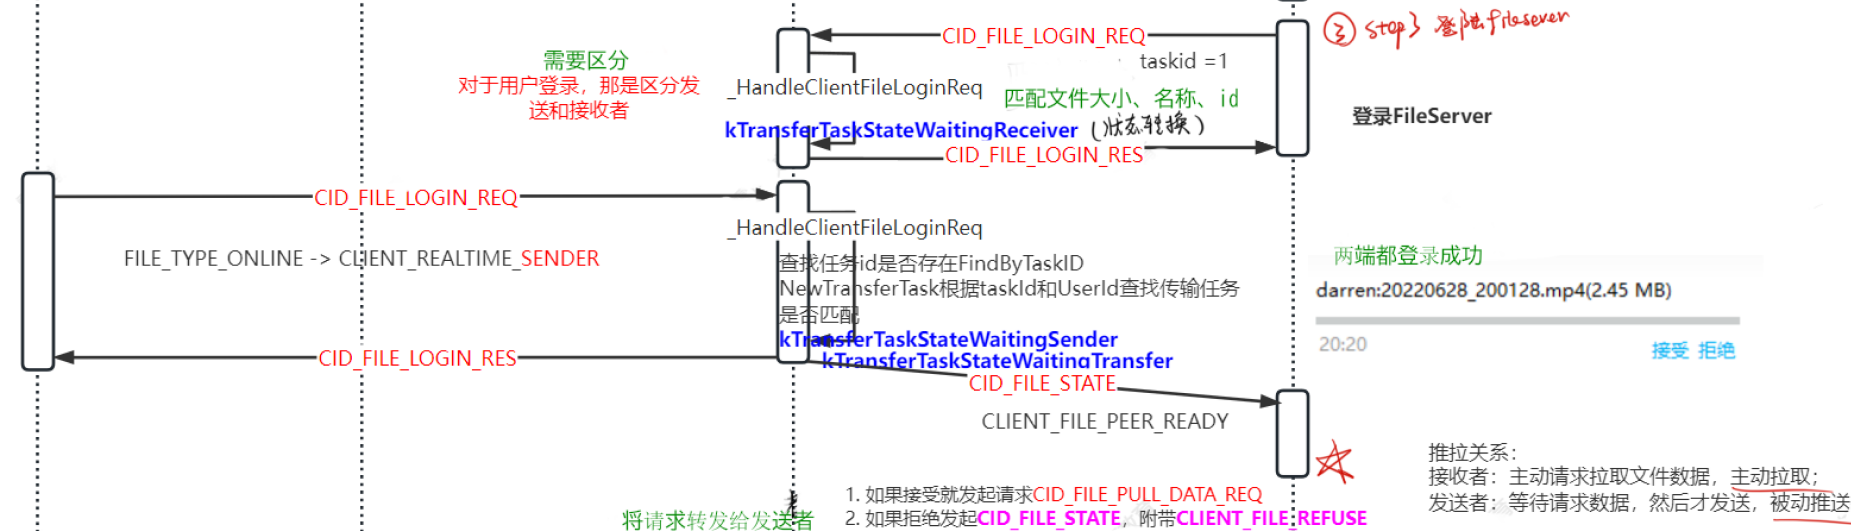 ③ step3 登陆fileserver
CID_FILE_LOGIN_REQ
需要区分
taskid =1
对于用户登录，那是区分发
送和接收者
_HandleClientFileLoginReq
匹配文件大小、名称、id
登录FileServer
kTransferTaskStateWaitingReceiver (状态转换)
CID_FILE_LOGIN_RES
CID_FILE_LOGIN_REQ
_HandleClientFileLoginReq
FILE_TYPE_ONLINE -> CLIENT_REALTIME_SENDER
查找任务id是否存在FindByTaskID
NewTransferTask根据taskId和UserId查找传输任务
是否匹配
kTransferTaskStateWaitingSender
kTransferTaskStateWaitingTransfer
两端都登录成功
darren:20220628_200128.mp4(2.45 MB)
20:20
接受 拒绝
CID_FILE_LOGIN_RES
CID_FILE_STATE
CLIENT_FILE_PEER_READY
推拉关系：
接收者：主动请求拉取文件数据，主动拉取；
发送者：等待请求数据，然后才发送，被动推送
1. 如果接受就发起请求CID_FILE_PULL_DATA_REQ
2. 如果拒绝发起CID_FILE_STATE，附带CLIENT_FILE_REFUSE
将请求转发给发送者